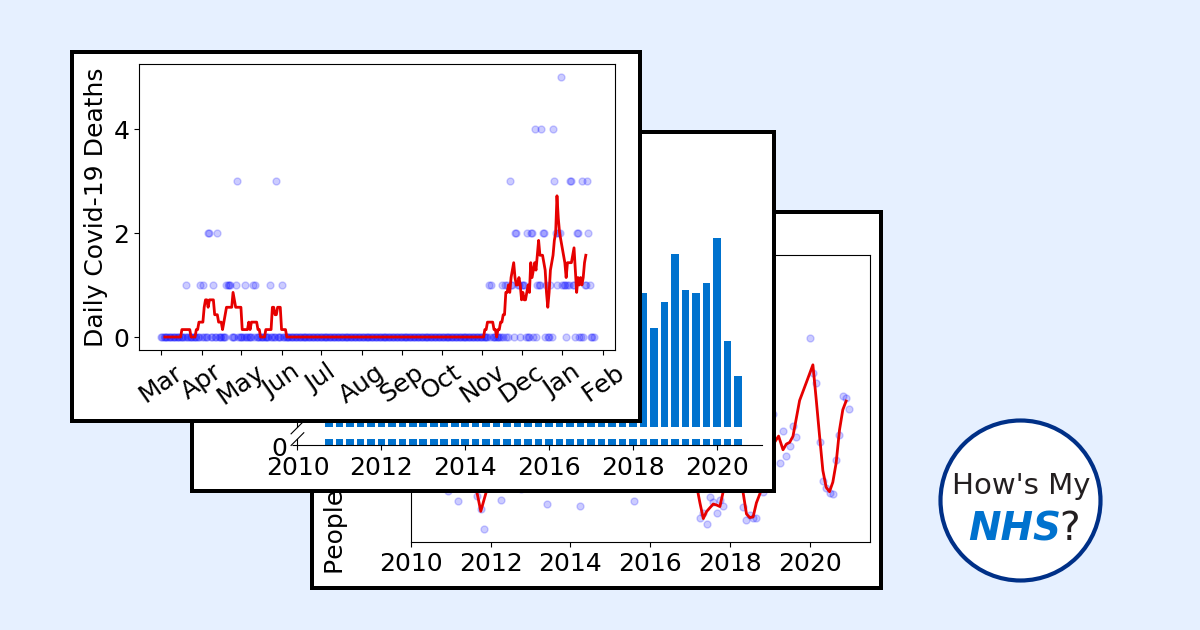 Daily Covid-19 Deaths
4
2
0
Mar Apr May Jun Jul Aug Sep Oct Nov Dec Jan Feb
0
2010 2012 2014 2016 2018 2020
People
2010 2012 2014 2016 2018 2020
How's My
NHS?